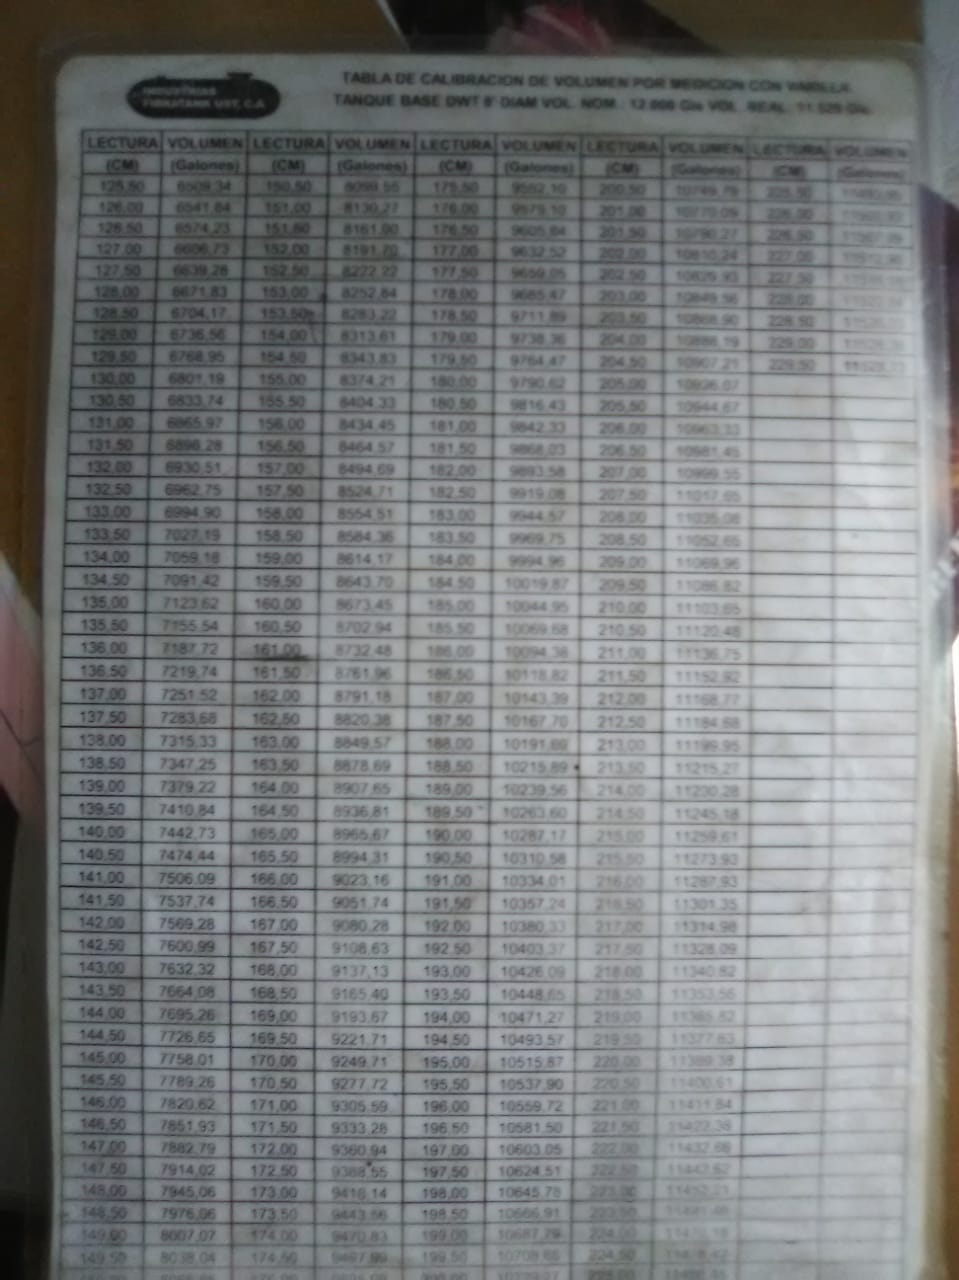 INDUSTRIAS
FIBRATANK UST, C.A
TABLA DE CALIBRACION DE VOLUMEN POR MEDICION CON VARILLA
TANQUE BASE DWT 8' DIAM VOL. NOM.: 12.000 Gls VOL. REAL.: 11.529 Gls
LECTURA VOLUMEN LECTURA VOLUMEN LECTURA VOLUMEN LECTURA VOLUMEN LECTURA VOLUMEN
(CM) (Galones) (CM) (Galones) (CM) (Galones) (CM) (Galones) (CM) (Galones)
125,50 6509,34 150,50 175,50 9552,10 200,50 10749,79 225,50
126,00 6541,84 151,00 8130,27 176,00 9579,10 201,00 10770,09 226,00
126,50 6574,23 151,50 8161,00 176,50 9605,84 201,50 10790,27 226,50
127,00 6606,73 152,00 8191,70 177,00 9632,52 202,00 10810,24 227,00
127,50 6639,28 152,50 8222,22 177,50 9659,05 202,50 10829,93 227,50
128,00 6671,83 153,00 8252,84 178,00 9685,47 203,00 10849,56 228,00
128,50 6704,17 153,50 8283,22 178,50 9711,89 203,50 10868,90 228,50
129,00 6736,56 154,00 8313,61 179,00 9738,36 204,00 10888,19 229,00
129,50 6768,95 154,50 8343,83 179,50 9764,47 204,50 10907,21 229,50
130,00 6801,19 155,00 8374,21 180,00 9790,62 205,00 10926,07
130,50 6833,74 155,50 8404,33 180,50 9816,43 205,50 10944,67
131,00 6865,97 156,00 8434,45 181,00 9842,33 206,00 10963,33
131,50 6898,28 156,50 8464,57 181,50 9868,03 206,50 10981,45
132,00 6930,51 157,00 8494,69 182,00 9893,58 207,00 10999,55
132,50 6962,75 157,50 8524,71 182,50 9919,08 207,50 11017,65
133,00 6994,90 158,00 8554,51 183,00 9944,57 208,00 11035,08
133,50 7027,19 158,50 8584,36 183,50 9969,75 208,50 11052,65
134,00 7059,18 159,00 8614,17 184,00 9994,96 209,00 11069,96
134,50 7091,42 159,50 8643,70 184,50 10019,87 209,50 11086,82
135,00 7123,62 160,00 8673,45 185,00 10044,95 210,00 11103,65
135,50 7155,54 160,50 8702,94 185,50 10069,68 210,50 11120,48
136,00 7187,72 161,00 8732,48 186,00 10094,38 211,00 11136,75
136,50 7219,74 161,50 8761,96 186,50 10118,82 211,50 11152,92
137,00 7251,52 162,00 8791,18 187,00 10143,39 212,00 11168,77
137,50 7283,68 162,50 8820,38 187,50 10167,70 212,50 11184,68
138,00 7315,33 163,00 8849,57 188,00 10191,69 213,00 11199,95
138,50 7347,25 163,50 8878,69 188,50 10215,89 213,50 11215,27
139,00 7379,22 164,00 8907,65 189,00 10239,56 214,00 11230,28
139,50 7410,84 164,50 8936,81 189,50 10263,60 214,50 11245,18
140,00 7442,73 165,00 8965,67 190,00 10287,17 215,00 11259,61
140,50 7474,44 165,50 8994,31 190,50 10310,58 215,50 11273,93
141,00 7506,09 166,00 9023,16 191,00 10334,01 216,00 11287,93
141,50 7537,74 166,50 9051,74 191,50 10357,24 216,50 11301,35
142,00 7569,28 167,00 9080,28 192,00 10380,33 217,00 11314,98
142,50 7600,99 167,50 9108,63 192,50 10403,37 217,50 11328,09
143,00 7632,32 168,00 9137,13 193,00 10426,09 218,00 11340,82
143,50 7664,08 168,50 9165,40 193,50 10448,65 218,50 11353,56
144,00 7695,26 169,00 9193,67 194,00 10471,27 219,00 11365,82
144,50 7726,65 169,50 9221,71 194,50 10493,57 219,50 11377,63
145,00 7758,01 170,00 9249,71 195,00 10515,87 220,00 11389,38
145,50 7789,26 170,50 9277,72 195,50 10537,90 220,50 11400,61
146,00 7820,62 171,00 9305,59 196,00 10559,72 221,00 11411,84
146,50 7851,93 171,50 9333,28 196,50 10581,50 221,50 11422,38
147,00 7882,79 172,00 9360,94 197,00 10603,05 222,00 11432,66
147,50 7914,02 172,50 9388,55 197,50 10624,51 222,50 11442,62
148,00 7945,06 173,00 9416,14 198,00 10645,78 223,00
148,50 7976,06 173,50 9443,56 198,50 10666,91 223,50
149,00 8007,07 174,00 9470,83 199,00 10687,79 224,00
149,50 8038,04 174,50 199,50 10708,65 224,50